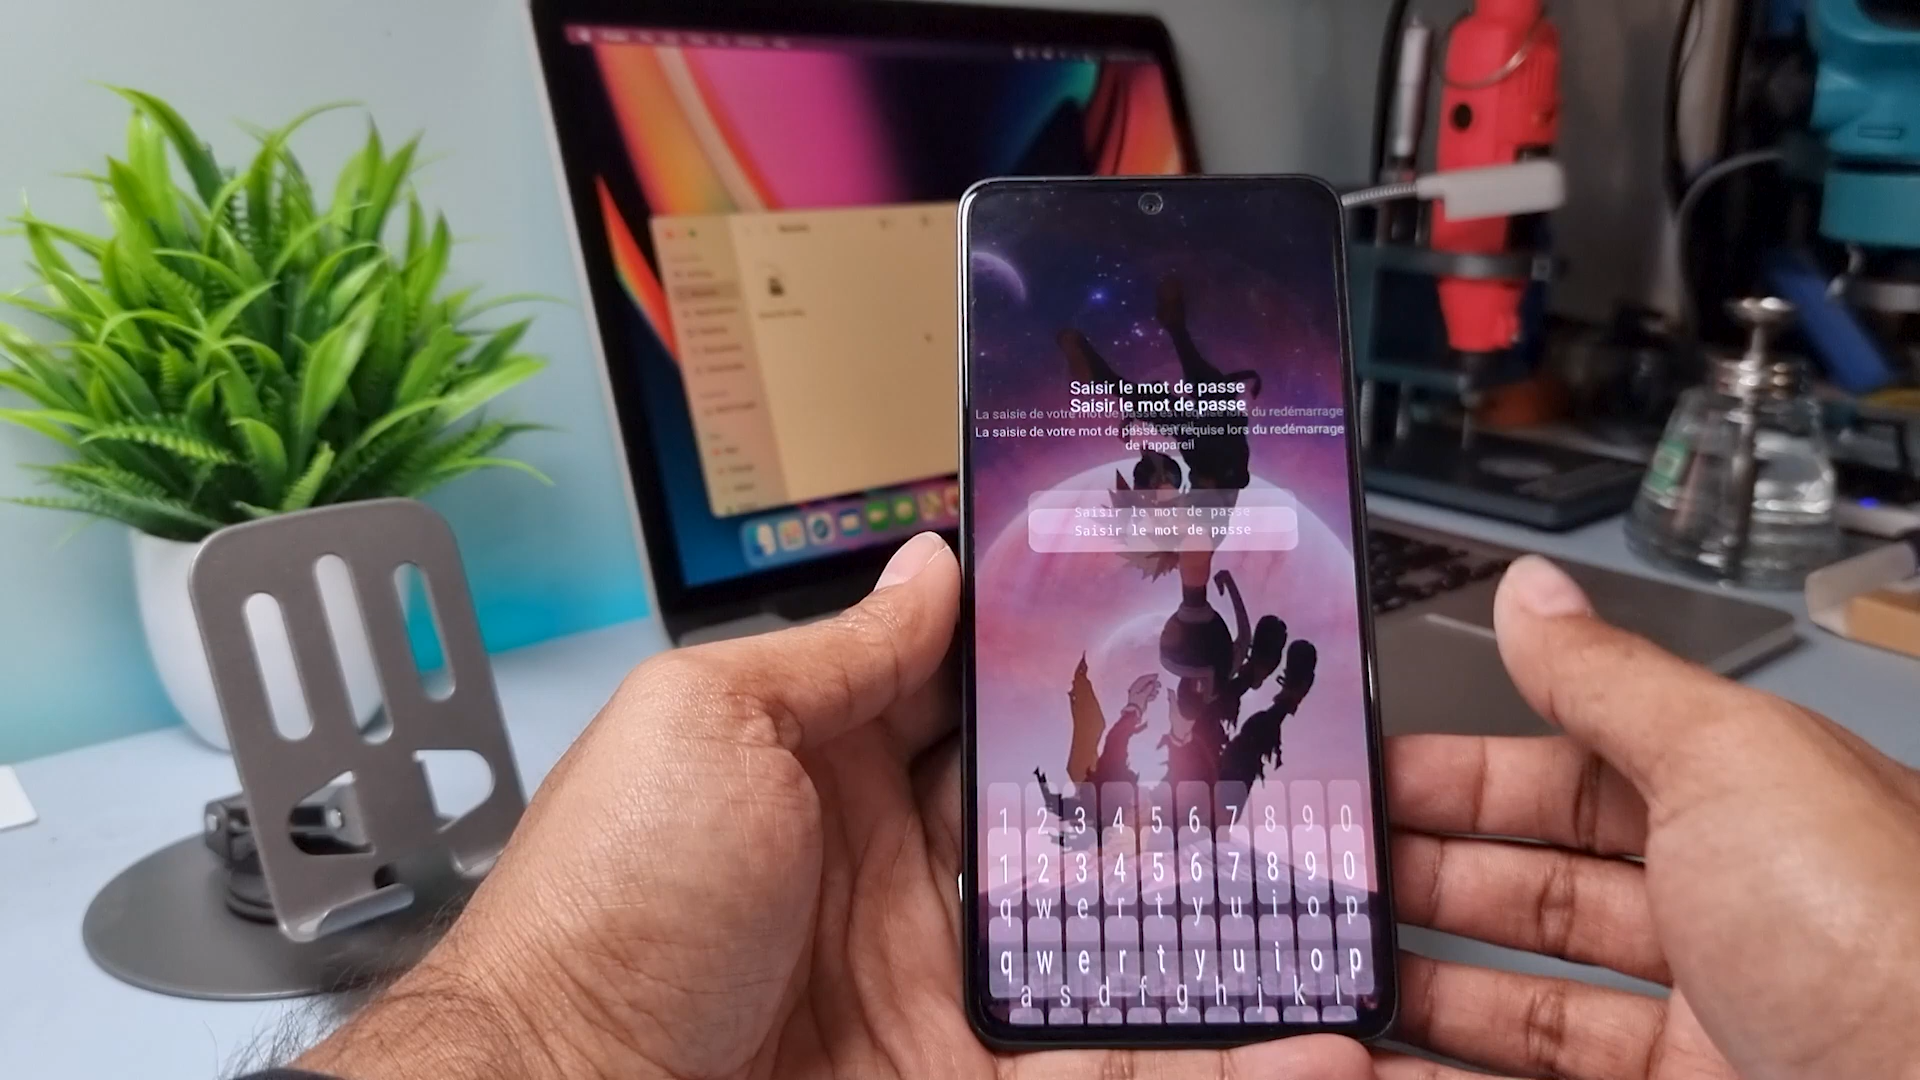 Saisir le mot de passe
Saisir le mot de passe
La saisie de votre mot de passe est requise lors du redémarrage
de l'appareil
La saisie de votre mot de passe est requise lors du redémarrage
de l'appareil
Saisir le mot de passe
Saisir le mot de passe
1 2 3 4 5 6 7 8 9 0
1 2 3 4 5 6 7 8 9 0
q w e r t y u i o p
q w e r t y u i o p
a s d f g h j k l